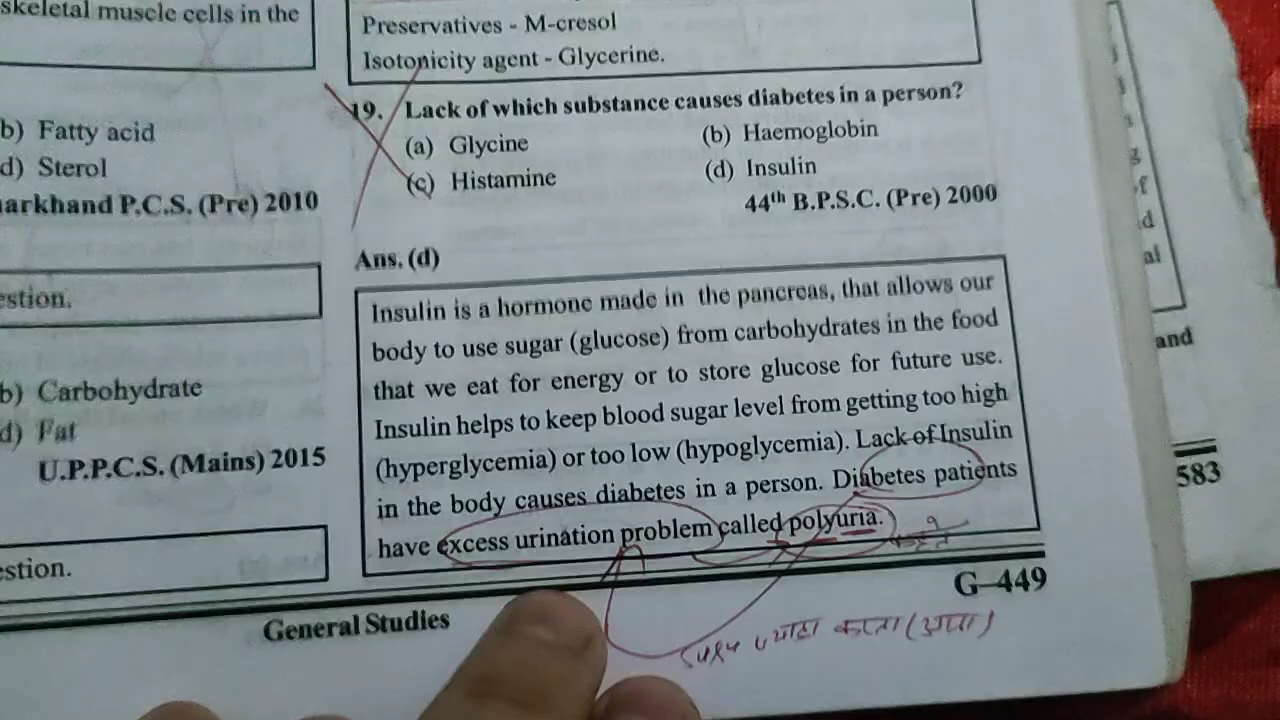 skeletal muscle cells in the
b) Fatty acid
d) Sterol
arkhand P.C.S. (Pre) 2010
estion.
b) Carbohydrate
d) Fat
U.P.P.C.S. (Mains) 2015
estion.
Preservatives - M-cresol
Isotonicity agent - Glycerine.
19. Lack of which substance causes diabetes in a person?
(a) Glycine (b) Haemoglobin
(c) Histamine (d) Insulin
44th B.P.S.C. (Pre) 2000
Ans. (d)
Insulin is a hormone made in the pancreas, that allows our
body to use sugar (glucose) from carbohydrates in the food
that we eat for energy or to store glucose for future use.
Insulin helps to keep blood sugar level from getting too high
(hyperglycemia) or too low (hypoglycemia). Lack of Insulin
in the body causes diabetes in a person. Diabetes patients
have excess urination problem called polyuria.
General Studies
G-449
and
583